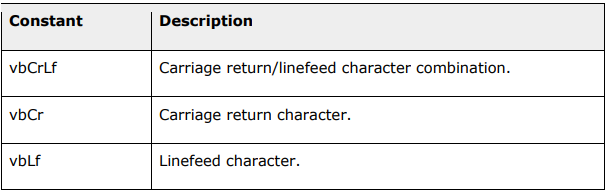 Constant Description
vbCrLf Carriage return/linefeed character combination.
vbCr Carriage return character.
vbLf Linefeed character.